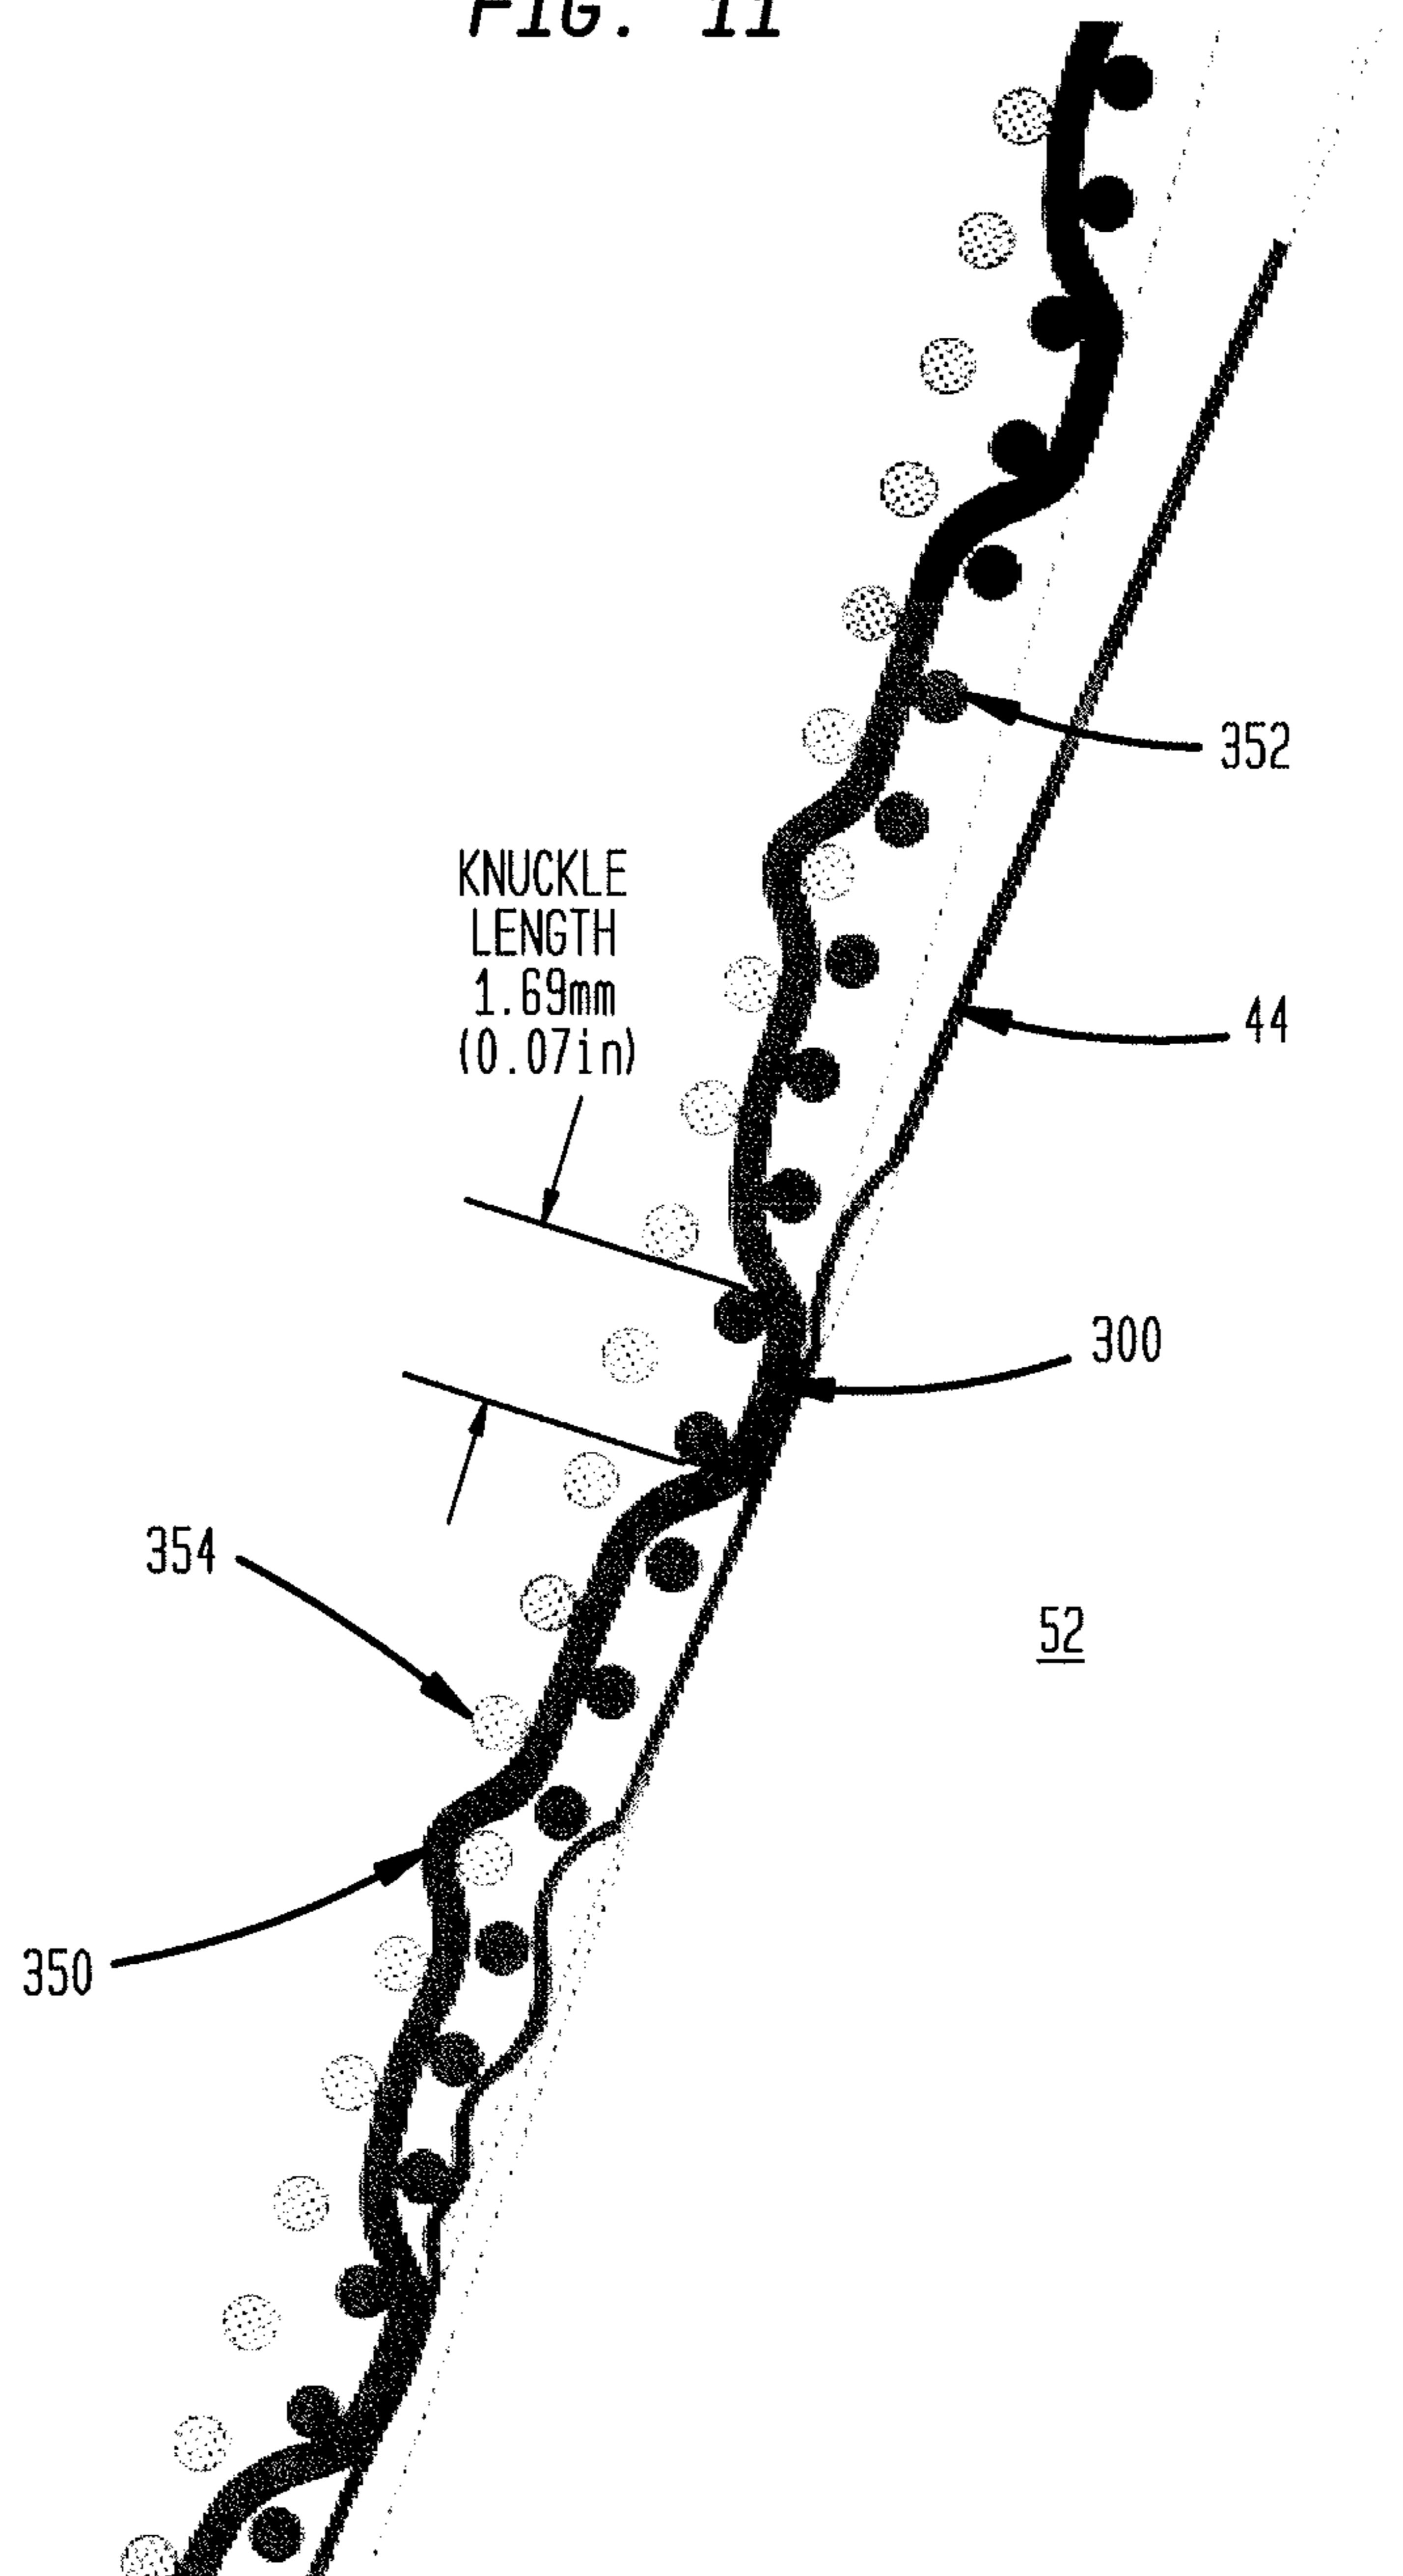 FIG. 11
352
KNUCKLE
LENGTH
1.69mm
(0.07in)
44
300
354
52
350